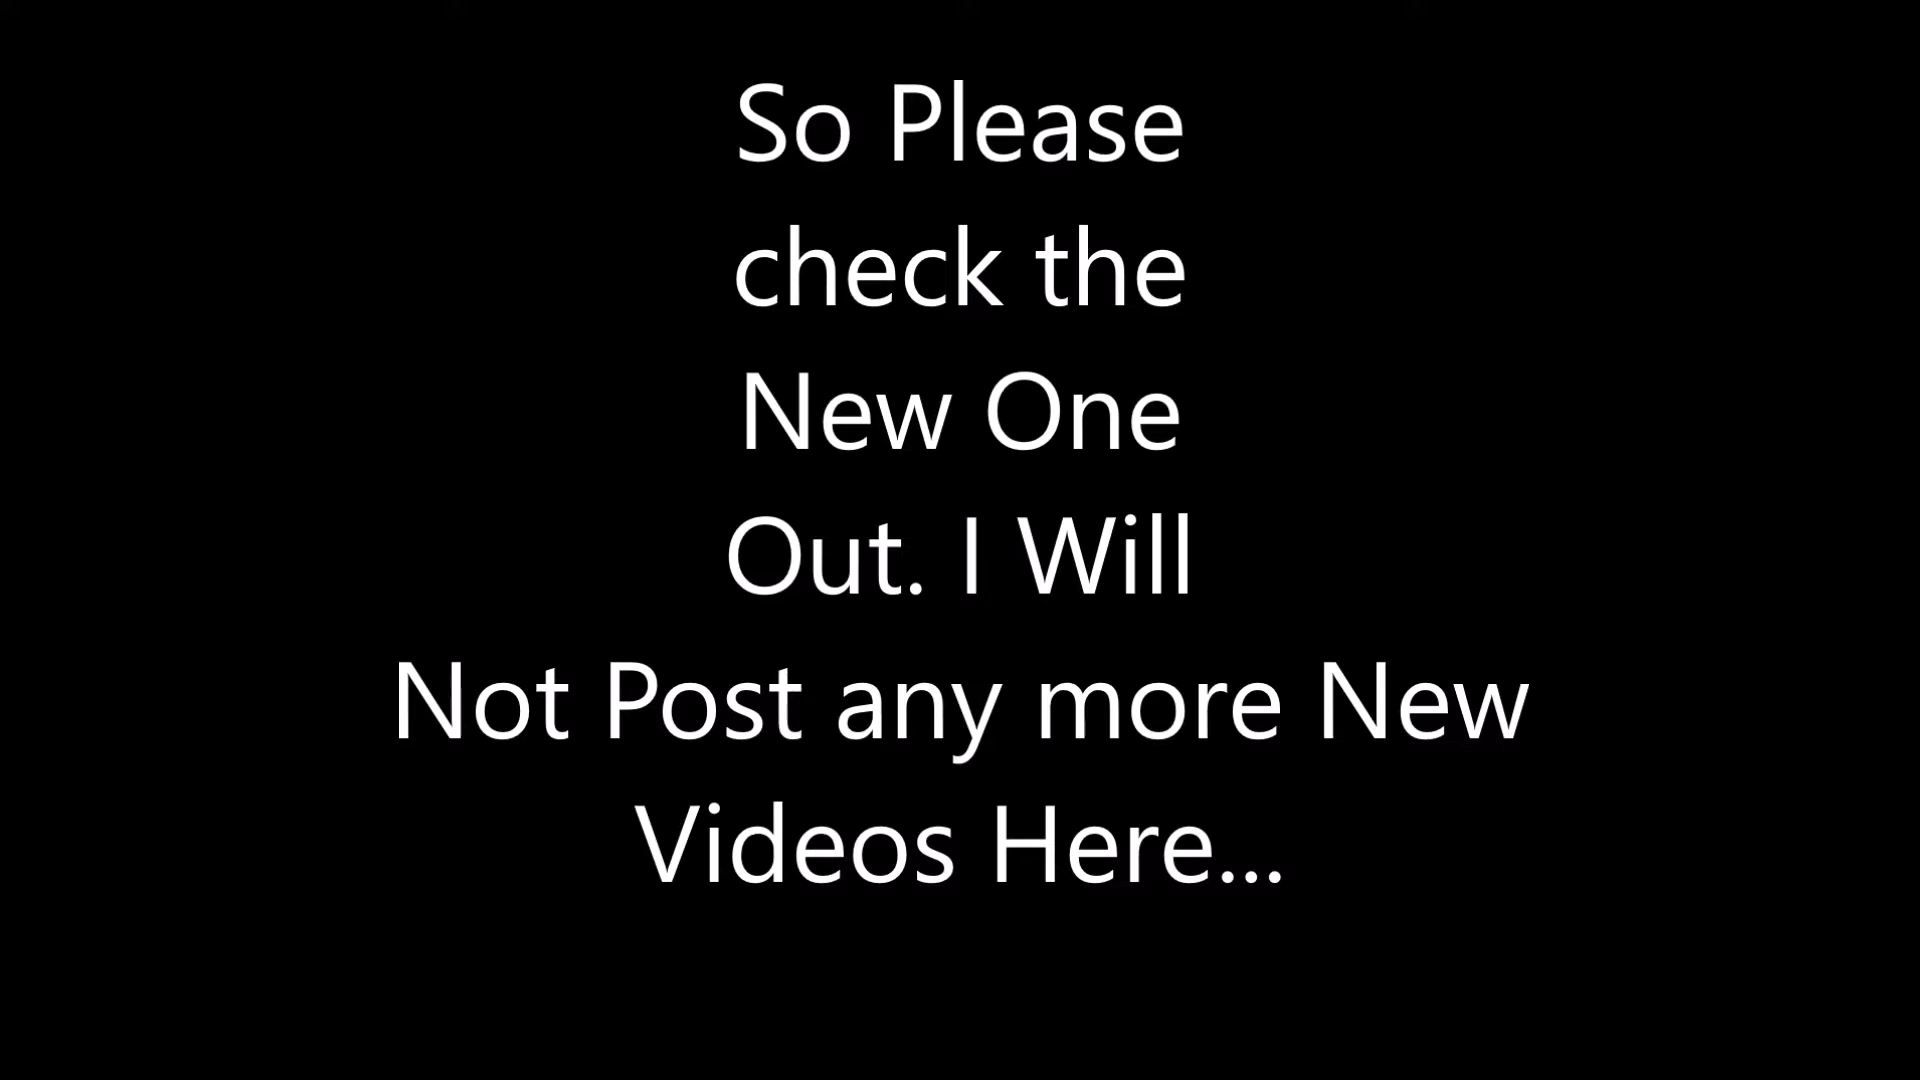 So Please
check the
New One
Out. I Will
Not Post any more New
Videos Here...